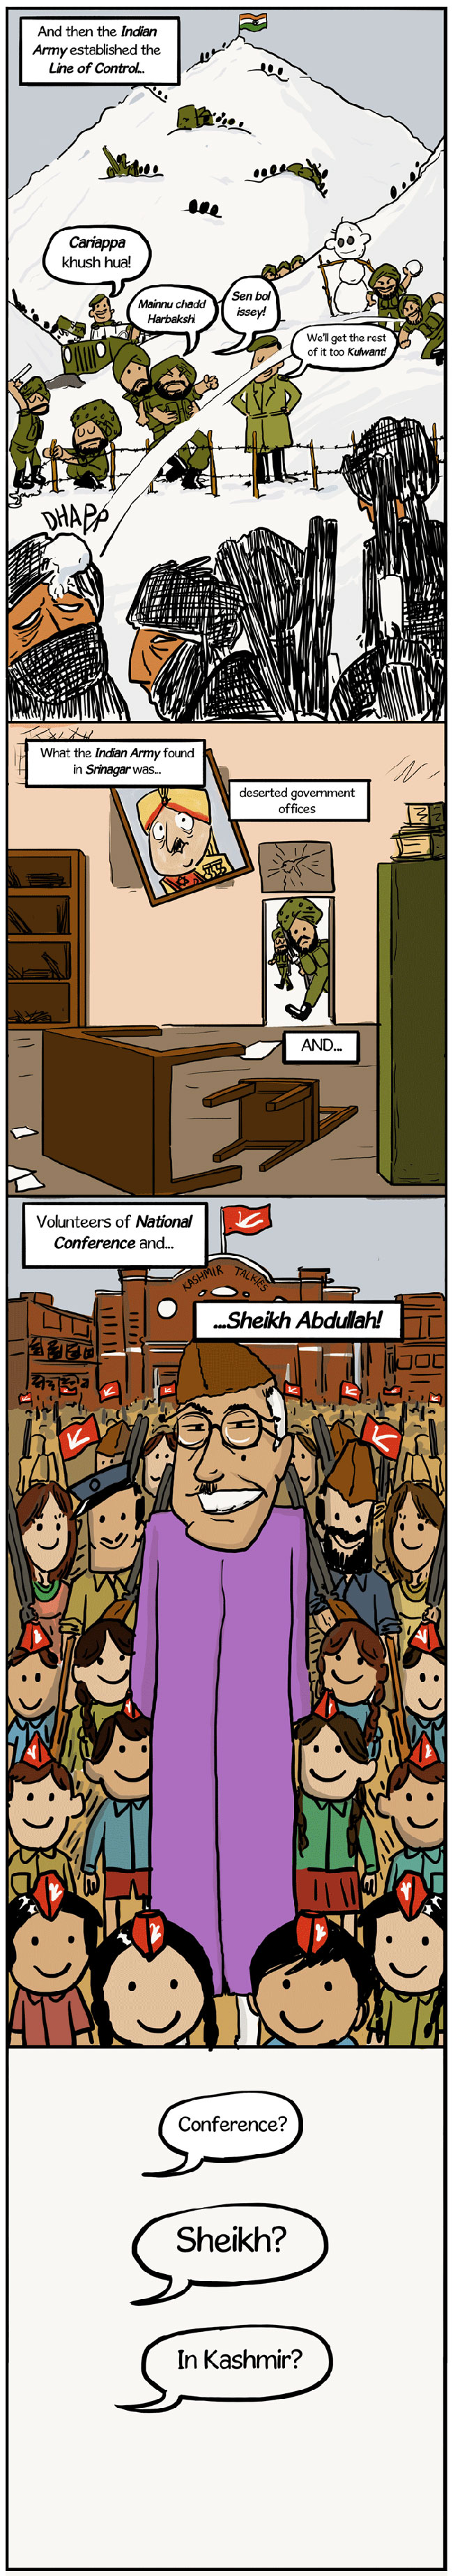 And then the Indian
Army established the
Line of Control...
Cariappa
khush hua!
Mainnu chadd
Harbaksh
Sen bol
issey!
We'll get the rest
of it too Kulwant!
DHAPP
What the Indian Army found
in Srinagar was...
deserted government
offices
AND...
Volunteers of National
Conference and...
KASHMIR TALKIES
...Sheikh Abdullah!
Conference?
Sheikh?
In Kashmir?